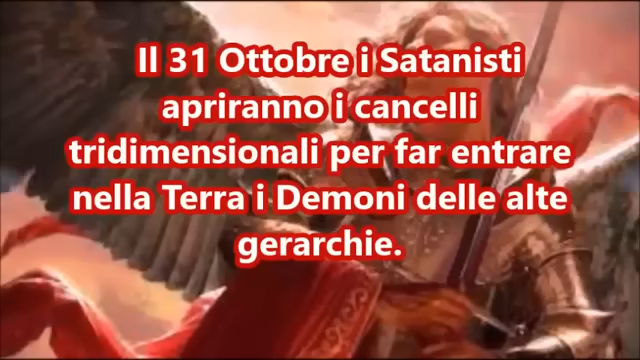 Il 31 Ottobre i Satanisti
apriranno i cancelli
tridimensionali per far entrare
nella Terra i Demoni delle alte
gerarchie.